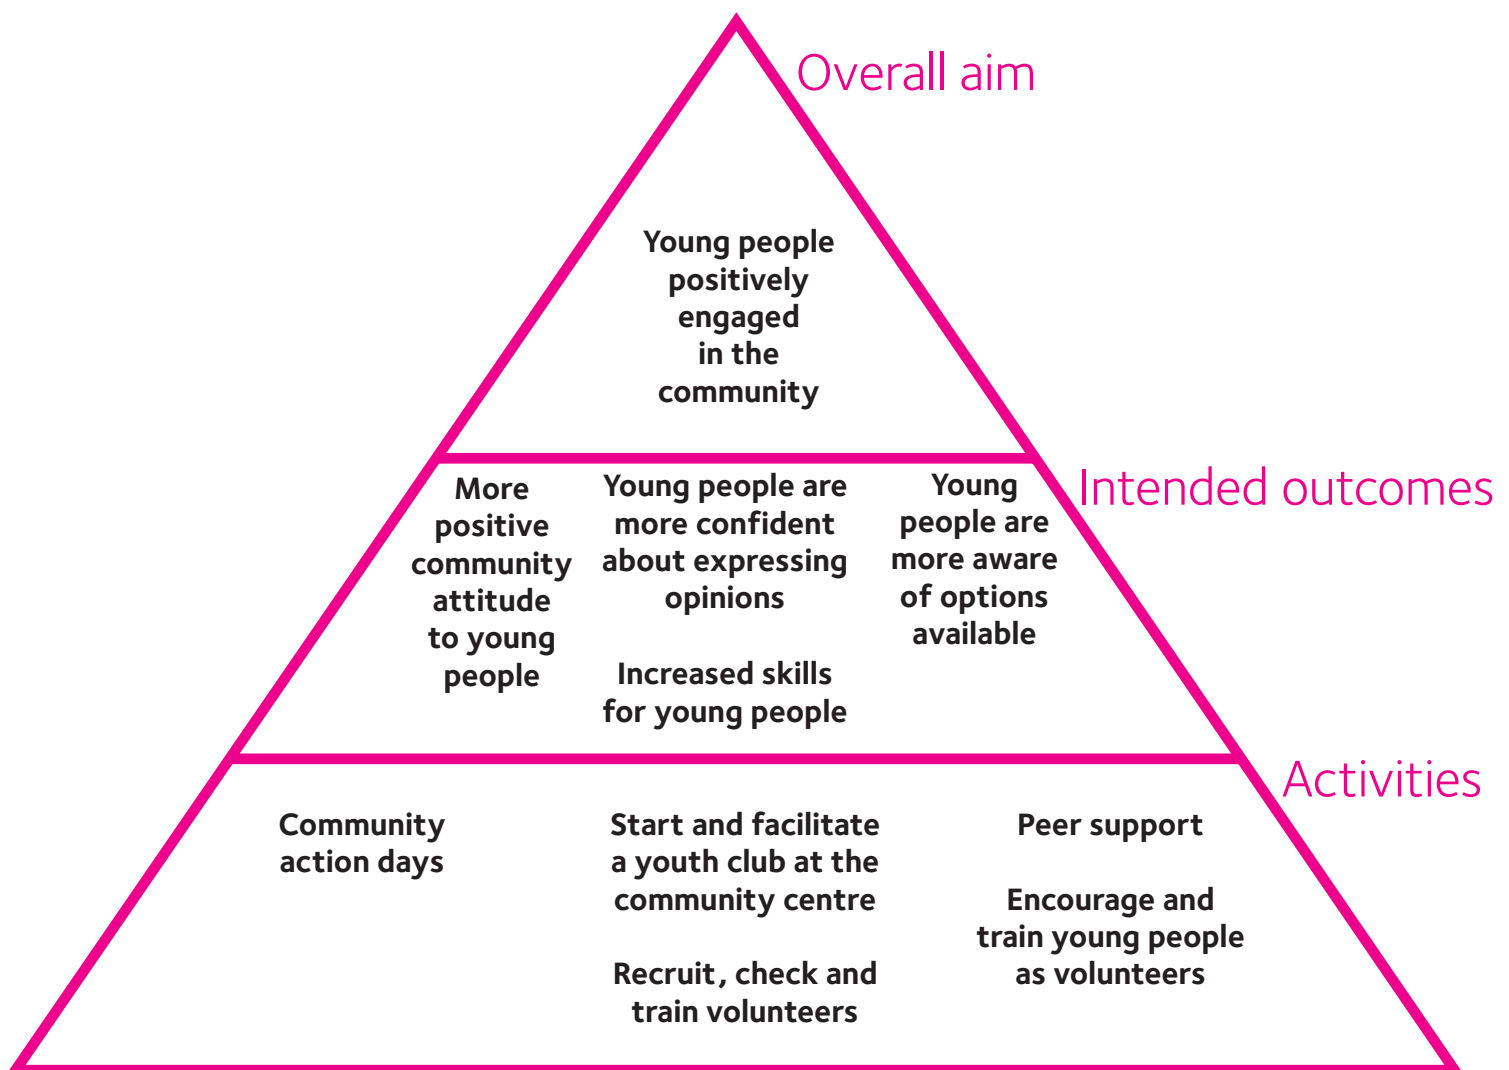 Overall aim
Young people
positively
engaged
in the
community
Intended outcomes
More
positive
community
attitude
to young
people
Young people are
more confident
about expressing
opinions
Increased skills
for young people
Young
people are
more aware
of options
available
Activities
Community
action days
Start and facilitate
a youth club at the
community centre
Recruit, check and
train volunteers
Peer support
Encourage and
train young people
as volunteers